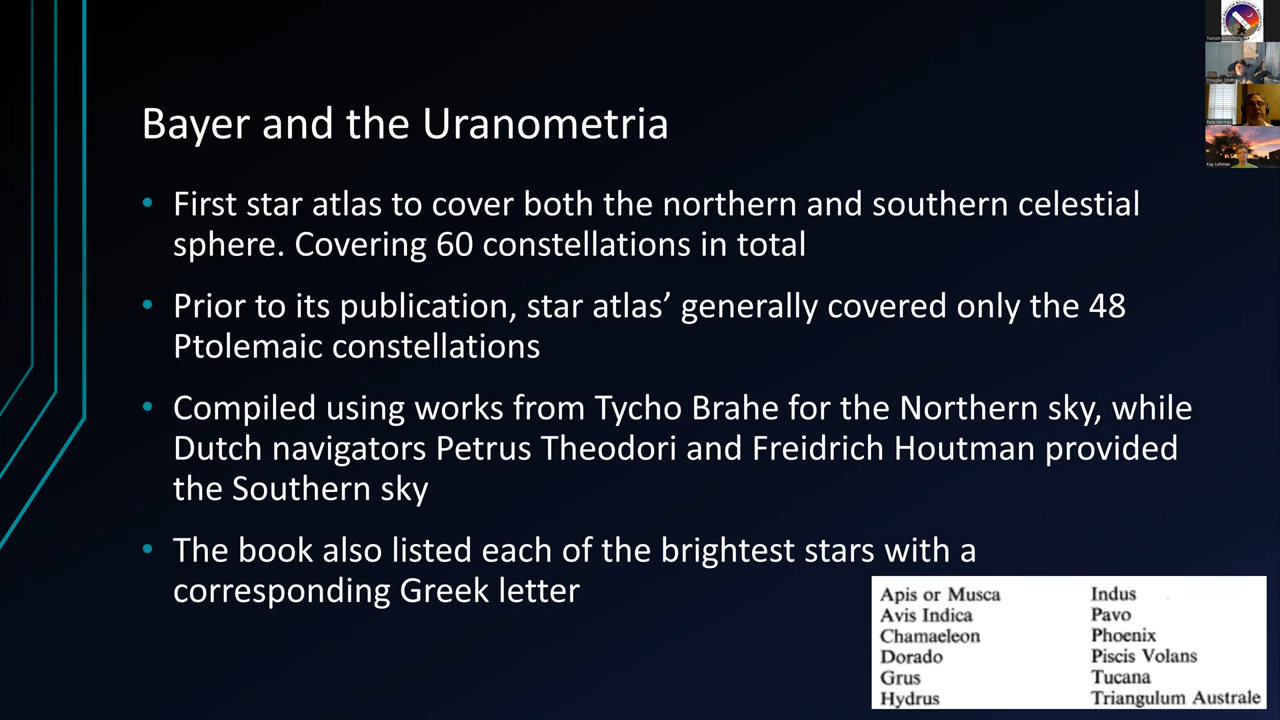 Bayer and the Uranometria
• First star atlas to cover both the northern and southern celestial
sphere. Covering 60 constellations in total
• Prior to its publication, star atlas’ generally covered only the 48
Ptolemaic constellations
• Compiled using works from Tycho Brahe for the Northern sky, while
Dutch navigators Petrus Theodori and Freidrich Houtman provided
the Southern sky
• The book also listed each of the brightest stars with a
corresponding Greek letter
Apis or Musca
Avis Indica
Chamaeleon
Dorado
Grus
Hydrus
Indus
Pavo
Phoenix
Piscis Volans
Tucana
Triangulum Australe
Douglas Smith
Kay Lehman